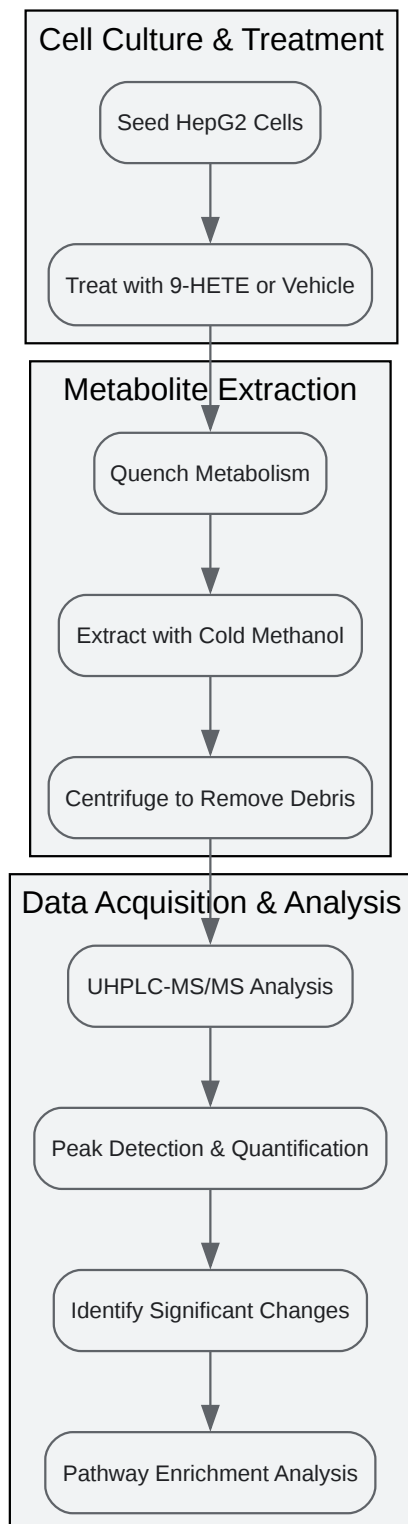 Cell Culture & Treatment
Seed HepG2 Cells
Treat with 9-HETE or Vehicle
Metabolite Extraction
Quench Metabolism
Extract with Cold Methanol
Centrifuge to Remove Debris
Data Acquisition & Analysis
UHPLC-MS/MS Analysis
Peak Detection & Quantification
Identify Significant Changes
Pathway Enrichment Analysis